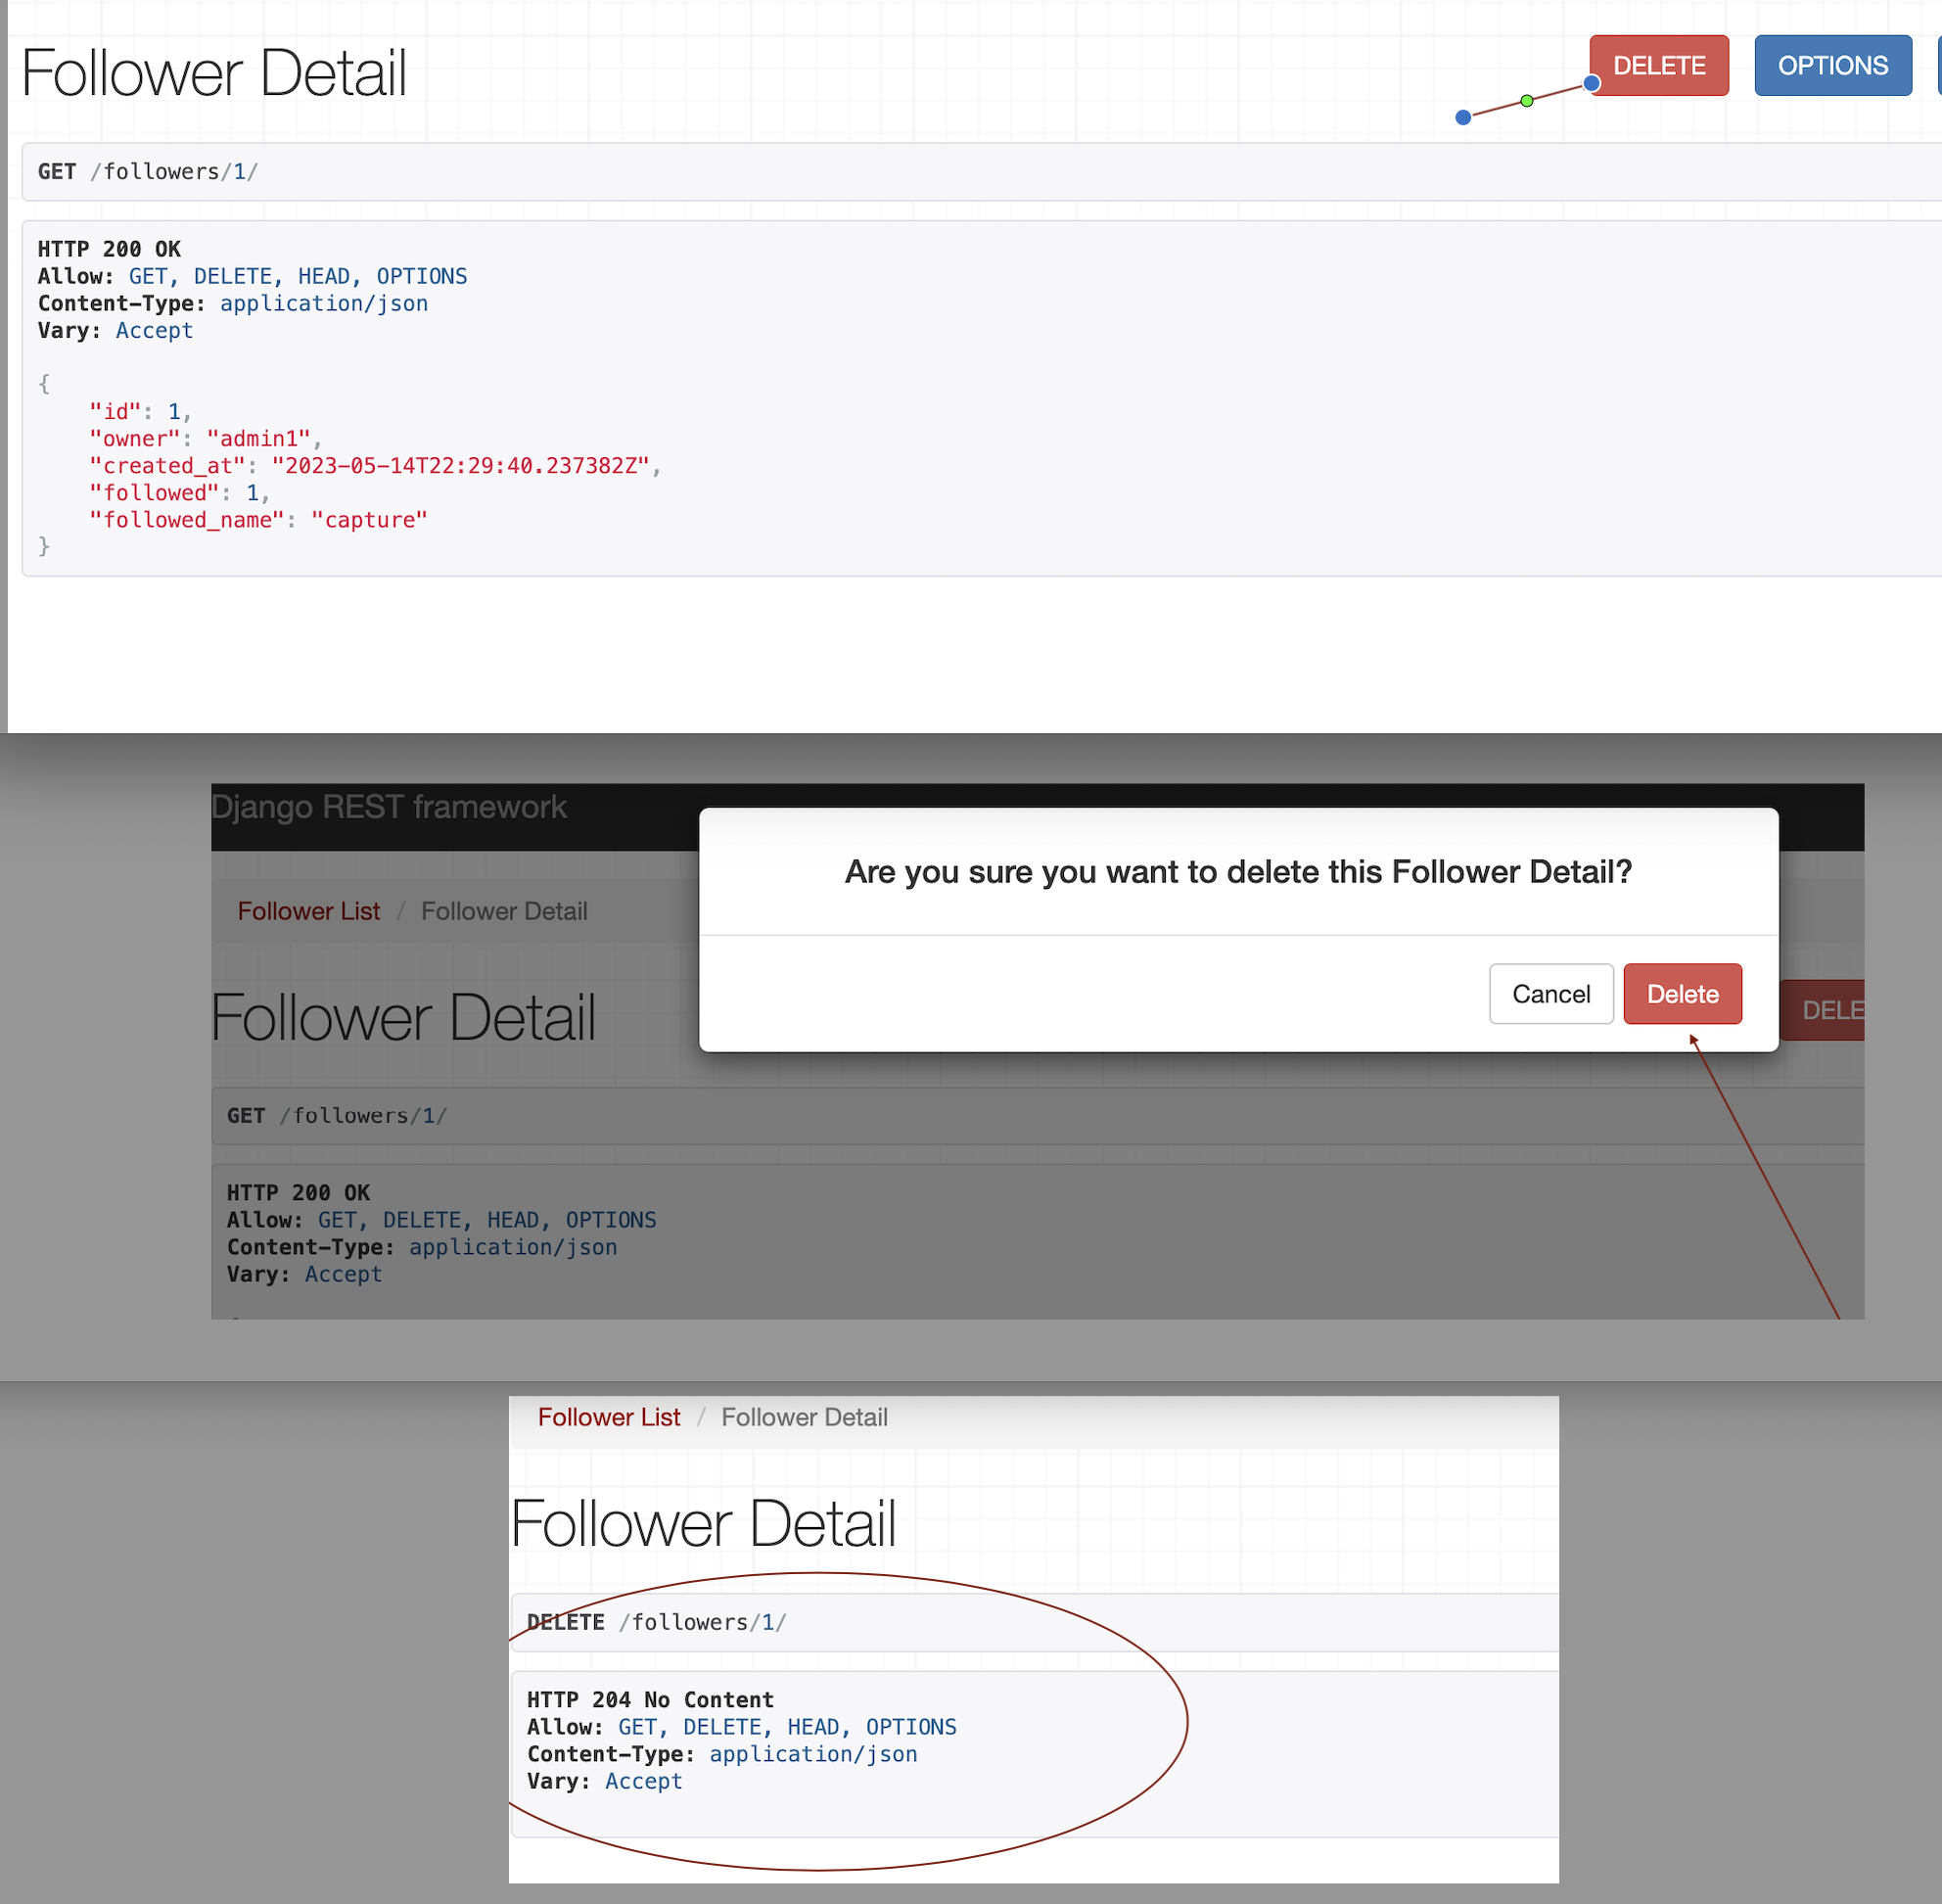 Follower Detail
DELETE
OPTIONS
GET /followers/1/
HTTP 200 OK
Allow: GET, DELETE, HEAD, OPTIONS
Content-Type: application/json
Vary: Accept
{
"id": 1,
"owner": "admin1",
"created_at": "2023-05-14T22:29:40.237382Z",
"followed": 1,
"followed_name": "capture"
}
Django REST framework
Are you sure you want to delete this Follower Detail?
Follower List / Follower Detail
Cancel
Delete
Follower Detail
DELE
GET /followers/1/
HTTP 200 OK
Allow: GET, DELETE, HEAD, OPTIONS
Content-Type: application/json
Vary: Accept
Follower List / Follower Detail
Follower Detail
DELETE /followers/1/
HTTP 204 No Content
Allow: GET, DELETE, HEAD, OPTIONS
Content-Type: application/json
Vary: Accept